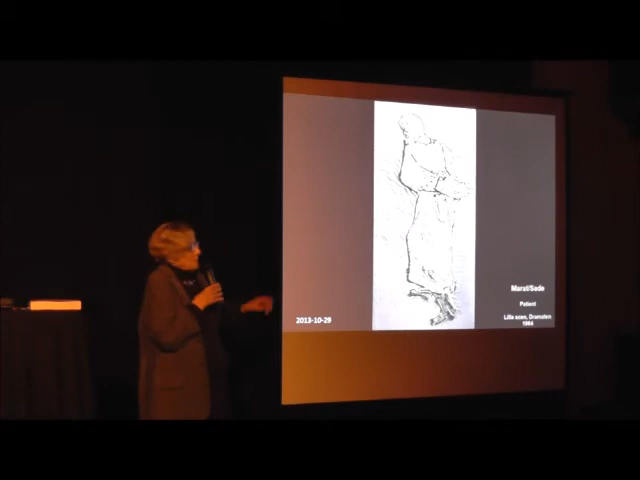 Marat/Sade
Patient
Lilla scen, Dramaten
1964
2013-10-29